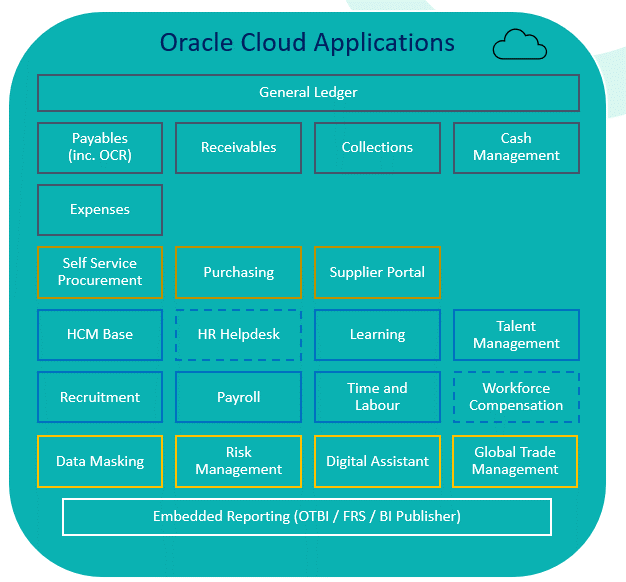 Oracle Cloud Applications
General Ledger
Payables
(inc. OCR)
Receivables
Collections
Cash
Management
Expenses
Self Service
Procurement
Purchasing
Supplier Portal
HCM Base
HR Helpdesk
Learning
Talent
Management
Recruitment
Payroll
Time and
Labour
Workforce
Compensation
Data Masking
Risk
Management
Digital Assistant
Global Trade
Management
Embedded Reporting (OTBI / FRS / BI Publisher)